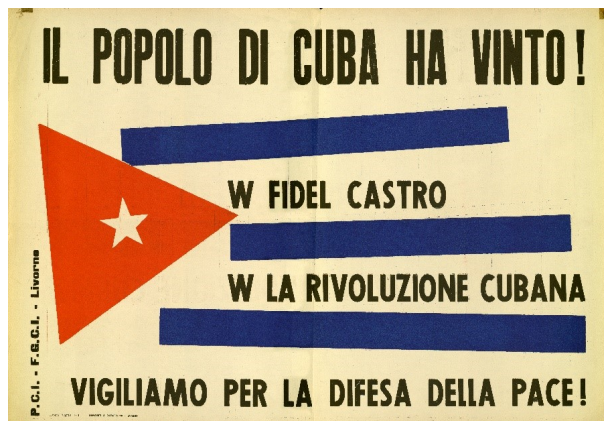 IL POPOLO DI CUBA HA VINTO!
W FIDEL CASTRO
W LA RIVOLUZIONE CUBANA
VIGILIAMO PER LA DIFESA DELLA PACE!
P.C.I. - F.G.C.I. - Livorno